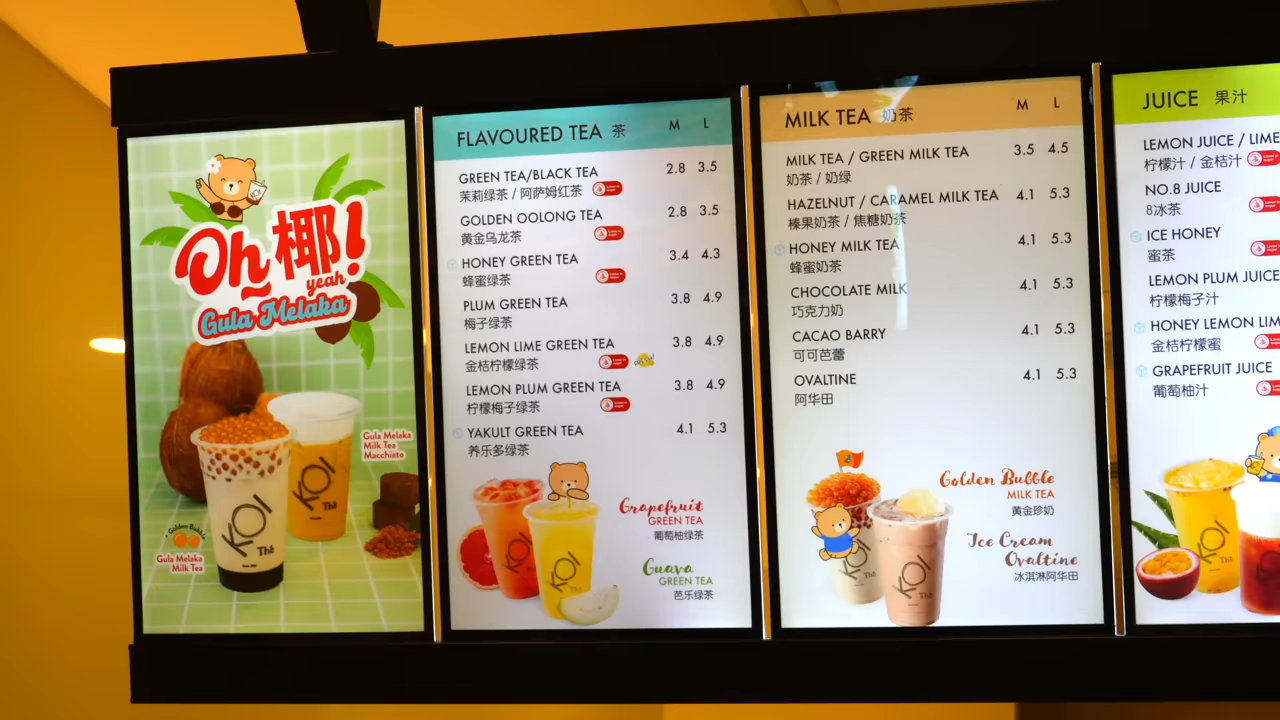 Oh 椰!
yeah
Gula Melaka
Gula Melaka
Milk Tea
Macchiato
KOI
Thé
KOI
Thé
Golden Bubble
Gula Melaka
Milk Tea
FLAVOURED TEA 茶 M L
GREEN TEA/BLACK TEA 2.8 3.5
茉莉绿茶 / 阿萨姆红茶
GOLDEN OOLONG TEA 2.8 3.5
黄金乌龙茶
HONEY GREEN TEA 3.4 4.3
蜂蜜绿茶
PLUM GREEN TEA 3.8 4.9
梅子绿茶
LEMON LIME GREEN TEA 3.8 4.9
金桔柠檬绿茶
LEMON PLUM GREEN TEA 3.8 4.9
柠檬梅子绿茶
YAKULT GREEN TEA 4.1 5.3
养乐多绿茶
Grapefruit
GREEN TEA
葡萄柚绿茶
Guava
GREEN TEA
芭乐绿茶
KOI
KOI
Thé
MILK TEA 奶茶 M L
MILK TEA / GREEN MILK TEA 3.5 4.5
奶茶 / 奶绿
HAZELNUT / CARAMEL MILK TEA 4.1 5.3
榛果奶茶 / 焦糖奶茶
HONEY MILK TEA 4.1 5.3
蜂蜜奶茶
CHOCOLATE MILK 4.1 5.3
巧克力奶
CACAO BARRY 4.1 5.3
可可芭蕾
OVALTINE 4.1 5.3
阿华田
Golden Bubble
MILK TEA
黄金珍奶
Ice Cream
Ovaltine
冰淇淋阿华田
KOI
KOI
Thé
JUICE 果汁
LEMON JUICE / LIME
柠檬汁 / 金桔汁
NO.8 JUICE
8冰茶
ICE HONEY
蜜茶
LEMON PLUM JUICE
柠檬梅子汁
HONEY LEMON LIM
金桔柠檬蜜
GRAPEFRUIT JUICE
葡萄柚汁
KOI
Thé
KOI